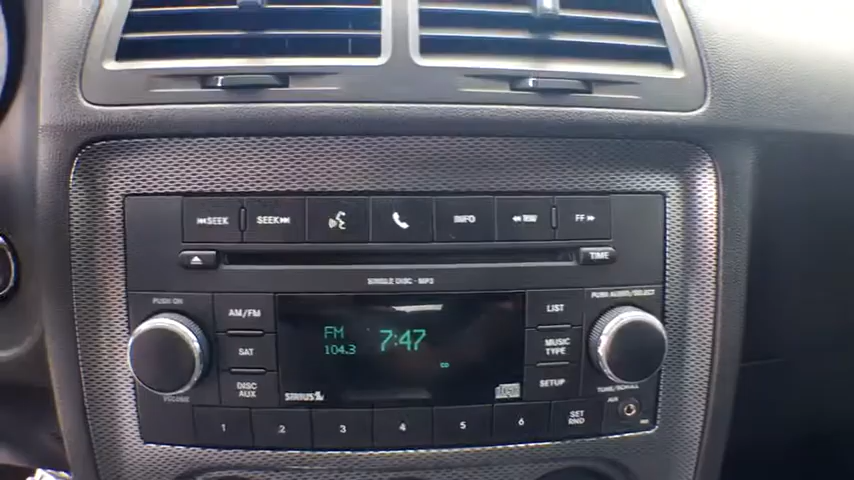 SEEK SEEK INFO RW FF
TIME
SINGLE DISC - MP3
PUSH ON
AM/FM
SAT
DISC
AUX
VOLUME
FM
104.3
7:47
SIRIUS
LIST
MUSIC
TYPE
SETUP
PUSH AUDIO/SELECT
TUNE/SCROLL
1 2 3 4 5 6
SET
RND
AIR